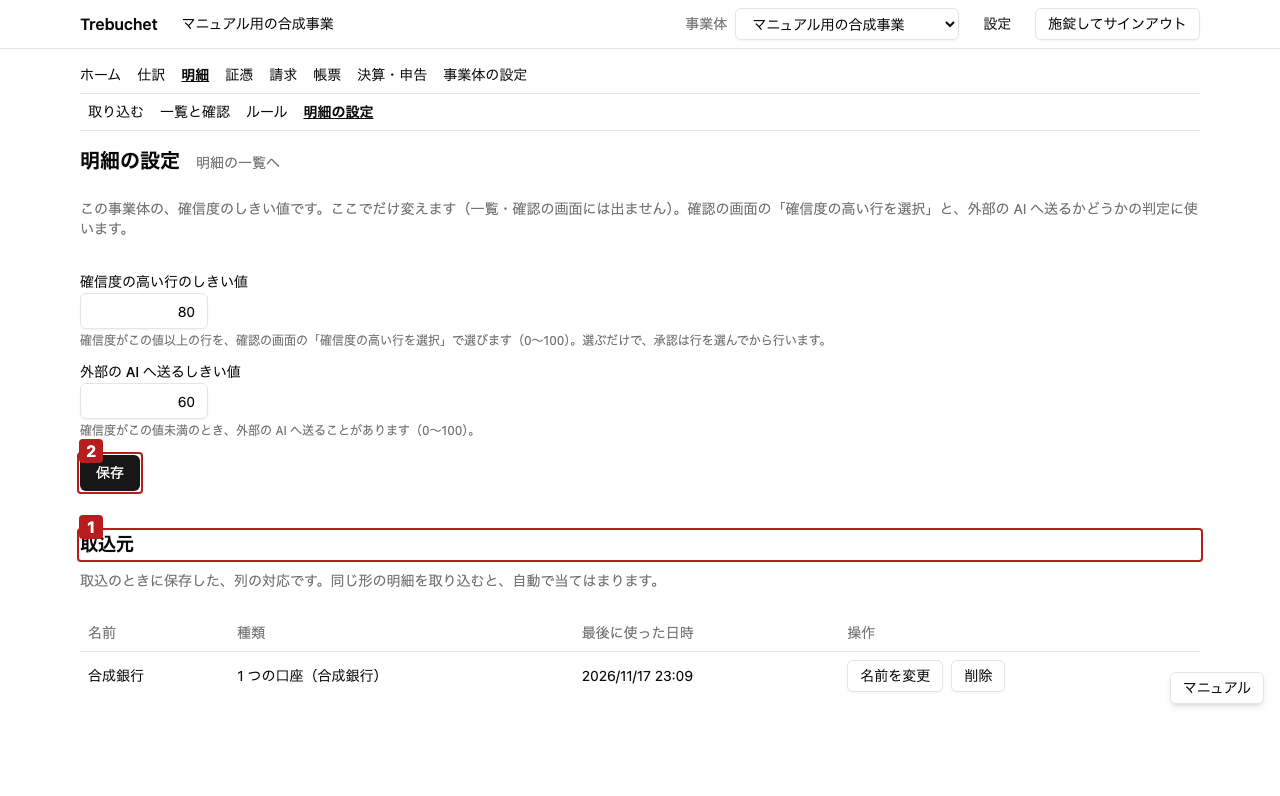 Trebuchet マニュアル用の合成事業 事業体 マニュアル用の合成事業 設定 施錠してサインアウト
ホーム 仕訳 明細 証憑 請求 帳票 決算・申告 事業体の設定
取り込む 一覧と確認 ルール 明細の設定
明細の設定 明細の一覧へ
この事業体の、確信度のしきい値です。ここでだけ変えます（一覧・確認の画面には出ません）。確認の画面の「確信度の高い行を選択」と、外部の AI へ送るかどうかの判定に使
います。
確信度の高い行のしきい値
80
確信度がこの値以上の行を、確認の画面の「確信度の高い行を選択」で選びます（0〜100）。選ぶだけで、承認は行を選んでから行います。
外部の AI へ送るしきい値
60
確信度がこの値未満のとき、外部の AI へ送ることがあります（0〜100）。
2
保存
1
取込元
取込のときに保存した、列の対応です。同じ形の明細を取り込むと、自動で当てはまります。
名前 種類 最後に使った日時 操作
合成銀行 1 つの口座（合成銀行） 2026/11/17 23:09 名前を変更 削除
マニュアル